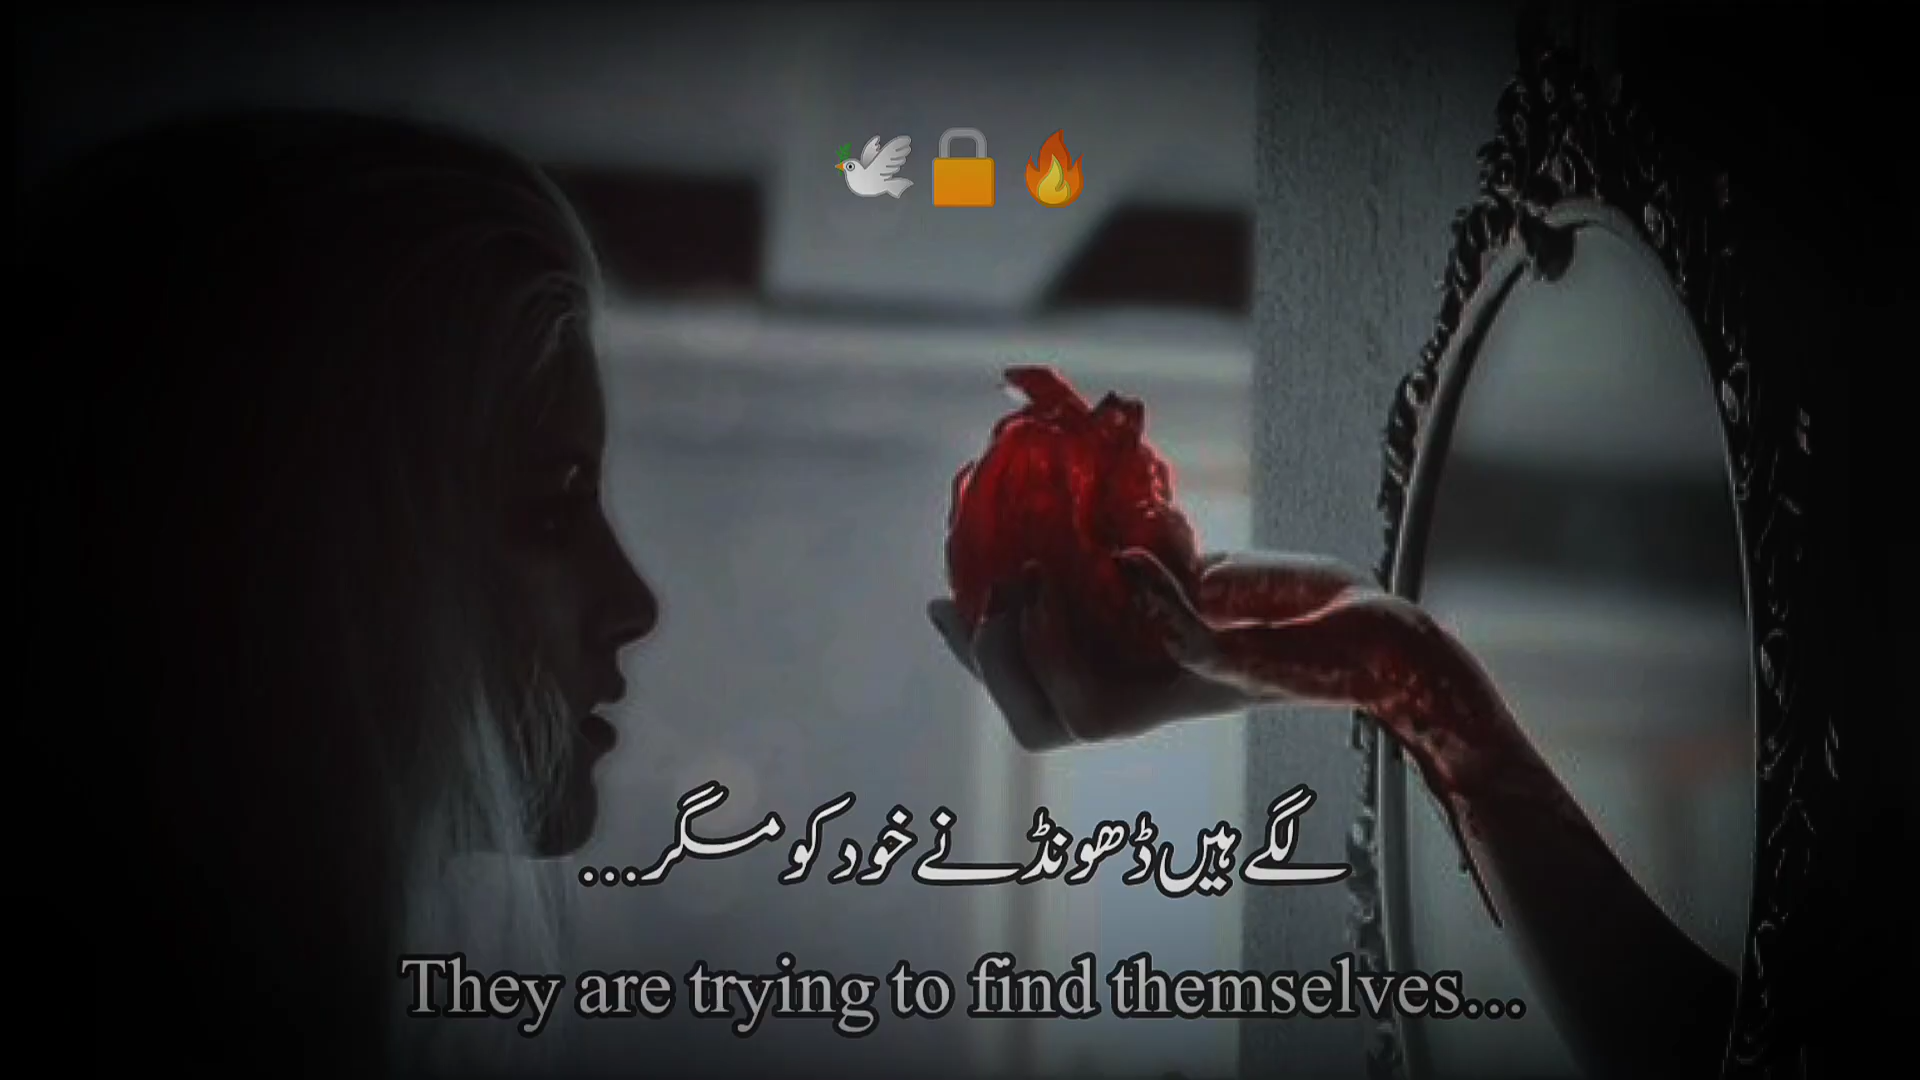 🕊️🔒🔥
لگے ہیں ڈھونڈنے خود کو مگر...
They are trying to find themselves...